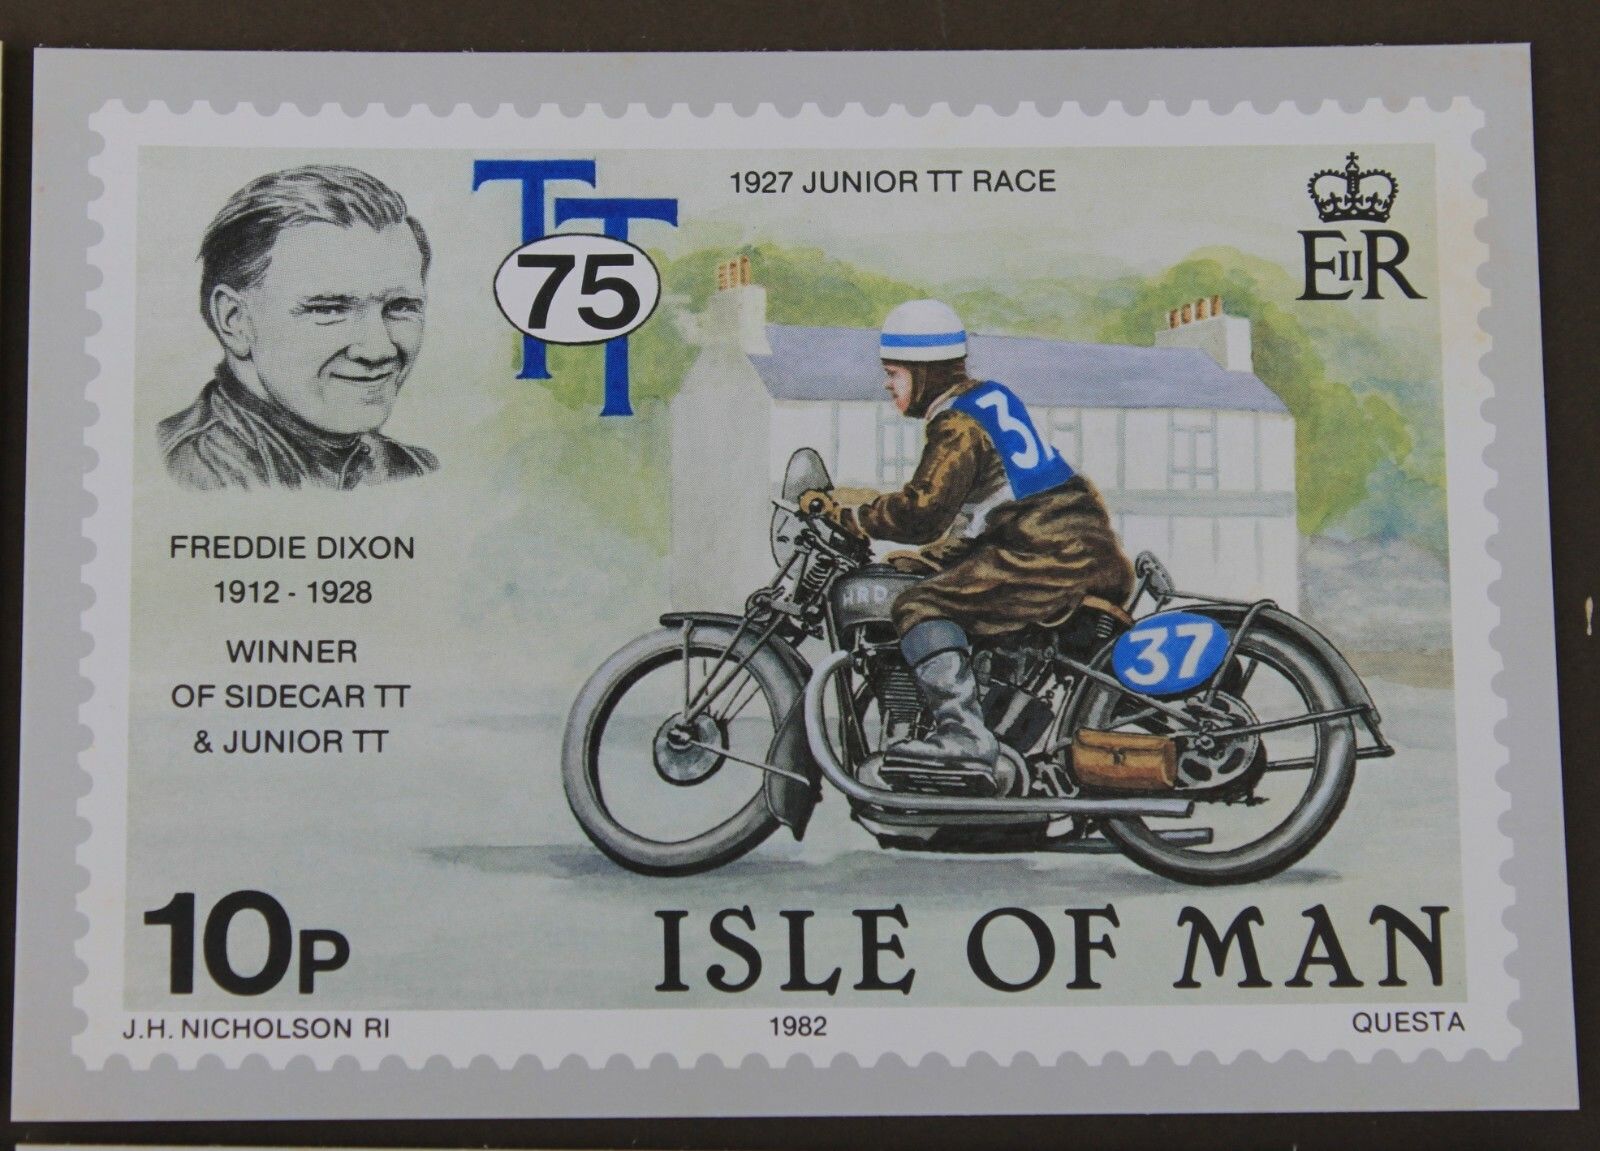 TT
75
1927 JUNIOR TT RACE
EIIR
FREDDIE DIXON
1912 - 1928
WINNER
OF SIDECAR TT
& JUNIOR TT
HRD
37
10P
ISLE OF MAN
J.H. NICHOLSON RI
1982
QUESTA